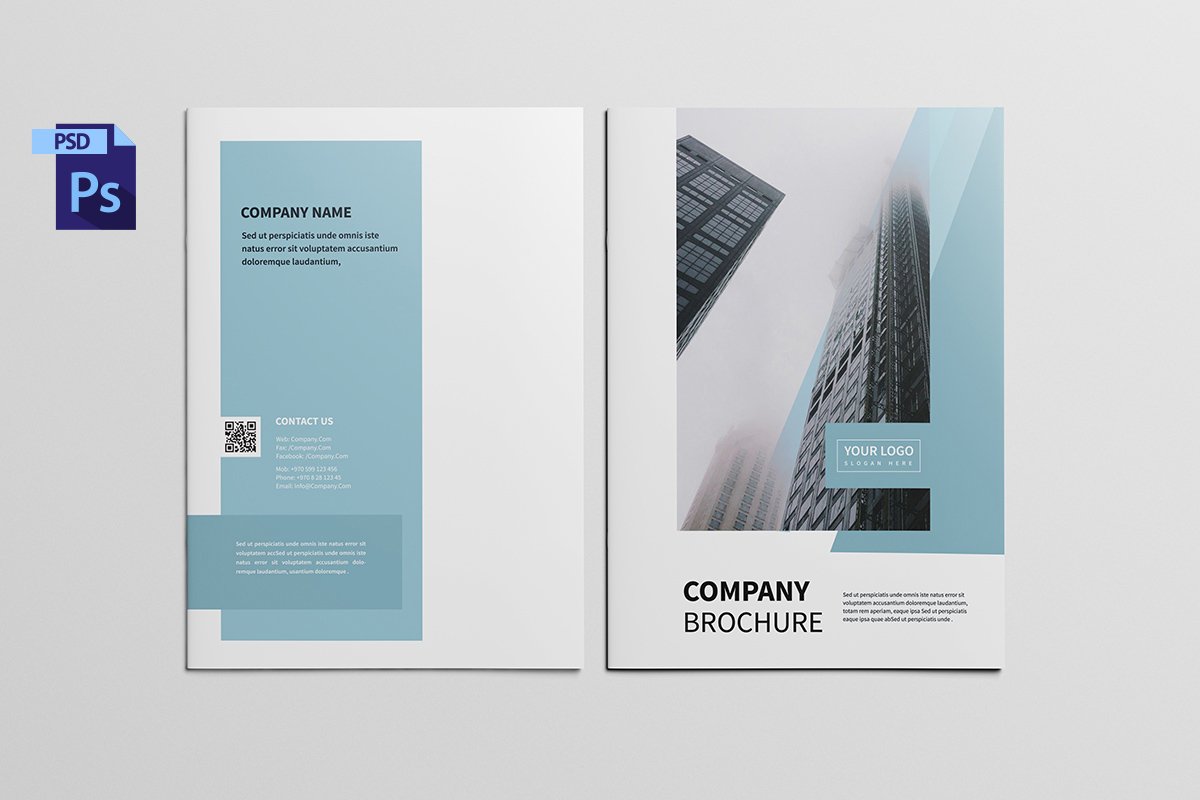 PSD
Ps
COMPANY NAME
Sed ut perspiciatis unde omnis iste
natus error sit voluptatem accusantium
doloremque laudantium,
CONTACT US
Web: Company.Com
Fax: /Company.Com
Facebook: /Company.Com
Mob: +970 599 123 456
Phone: +970 8 28 123 45
Email: Info@Company.Com
Sed ut perspiciatis unde omnis iste natus error sit
voluptatem accSed ut perspiciatis unde omnis iste
natus error sit voluptatem accusantium dolo-
remque laudantium, usantium doloremque .
YOUR LOGO
SLOGAN HERE
COMPANY
BROCHURE
Sed ut perspiciatis unde omnis iste natus error sit
voluptatem accusantium doloremque laudantium,
totam rem aperiam, eaque ipsa Sed ut perspiciatis
eaque ipsa quae abSed ut perspiciatis unde .